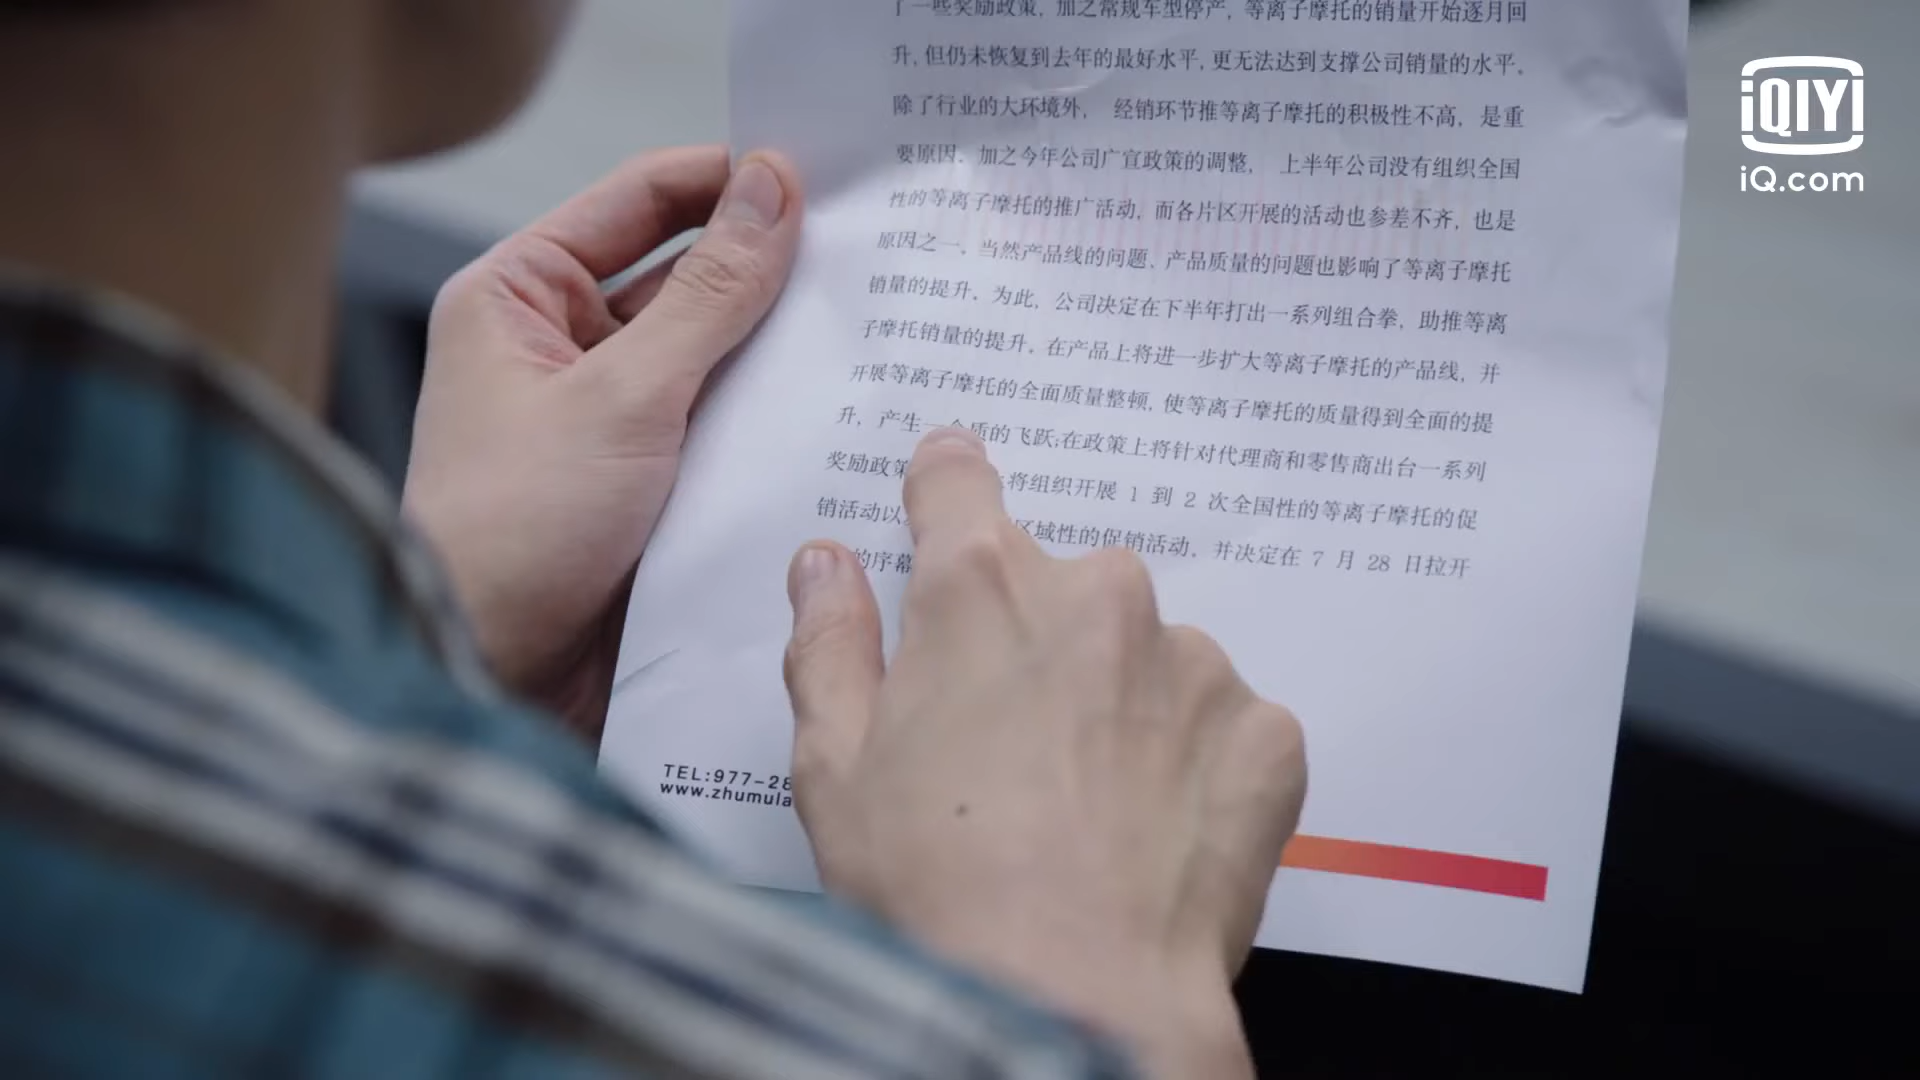 了一些奖励政策，加之常规车型停产，等离子摩托的销量开始逐月回
升，但仍未恢复到去年的最好水平，更无法达到支撑公司销量的水平。
除了行业的大环境外， 经销环节推等离子摩托的积极性不高，是重
要原因、加之今年公司广宣政策的调整， 上半年公司没有组织全国
性的等离子摩托的推广活动，而各片区开展的活动也参差不齐，也是
原因之一、当然产品线的问题、产品质量的问题也影响了等离子摩托
销量的提升。为此，公司决定在下半年打出一系列组合拳，助推等离
子摩托销量的提升。在产品上将进一步扩大等离子摩托的产品线，并
开展等离子摩托的全面质量整顿，使等离子摩托的质量得到全面的提
升，产生一个质的飞跃;在政策上将针对代理商和零售商出台一系列
奖励政策 将组织开展 1 到 2 次全国性的等离子摩托的促
销活动以 区域性的促销活动。并决定在 7 月 28 日拉开
的序幕
TEL:977-28
www.zhumula
iQIYI
iQ.com